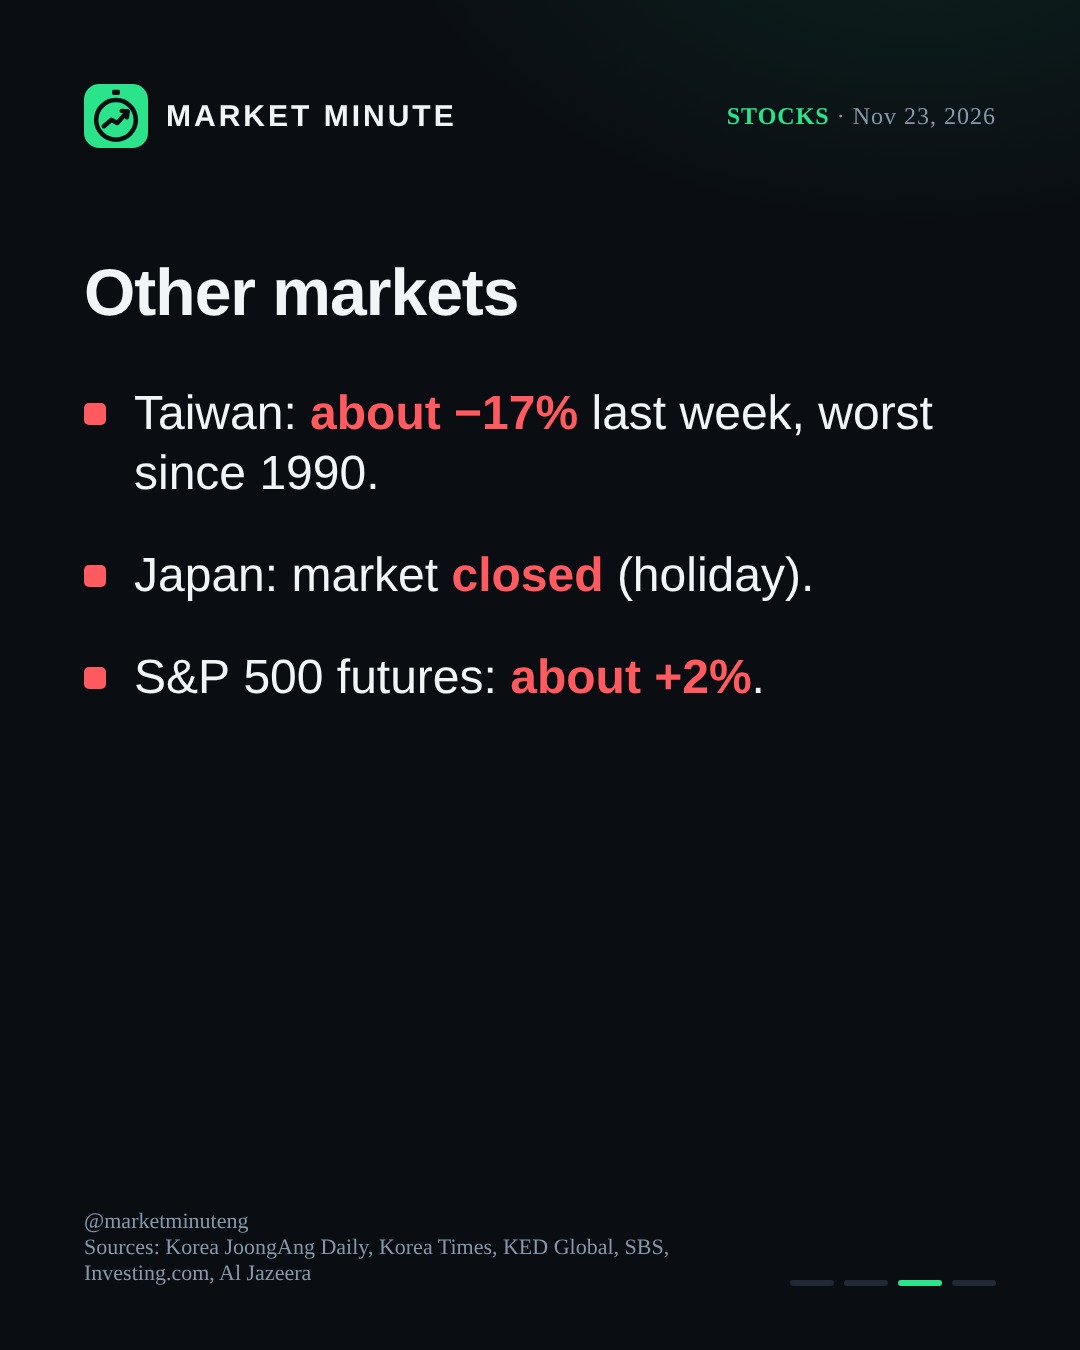 MARKET MINUTE
STOCKS · Nov 23, 2026
Other markets
Taiwan: about −17% last week, worst
since 1990.
Japan: market closed (holiday).
S&P 500 futures: about +2%.
@marketminuteng
Sources: Korea JoongAng Daily, Korea Times, KED Global, SBS,
Investing.com, Al Jazeera